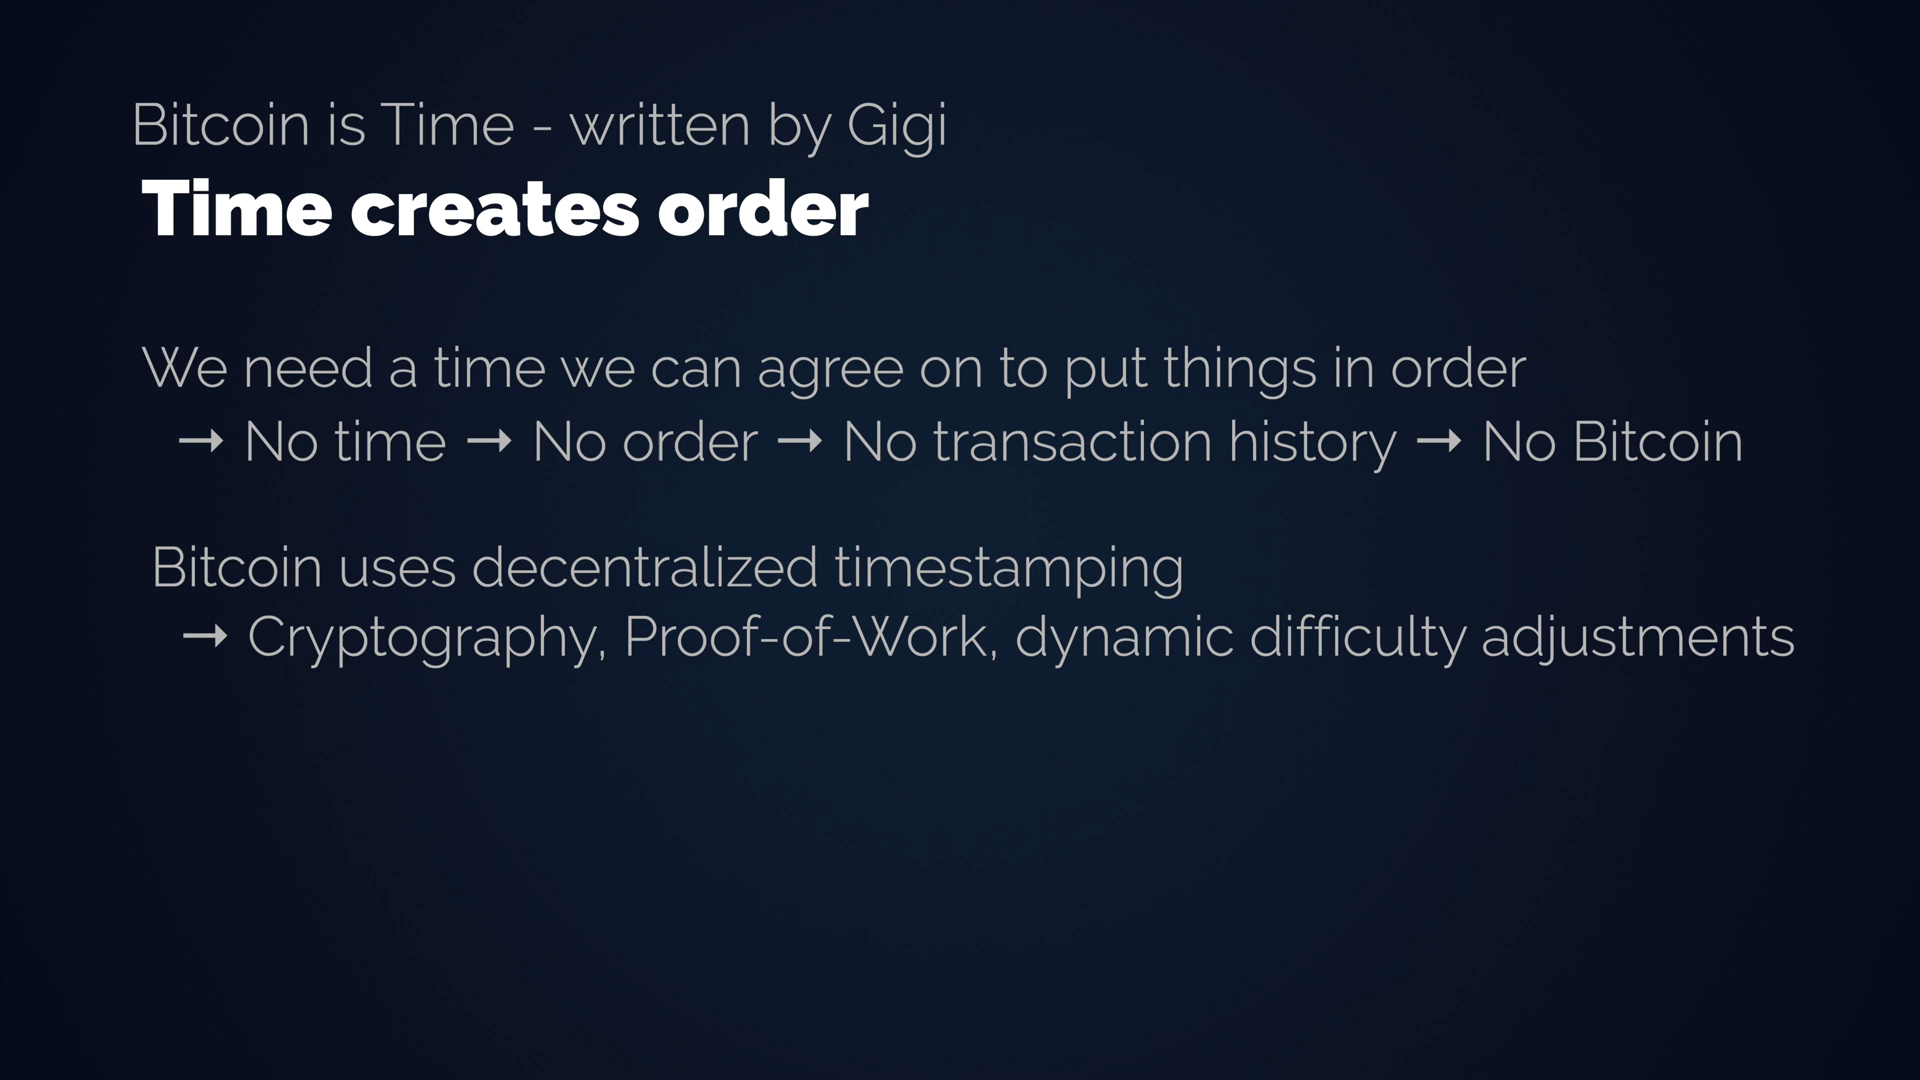 Bitcoin is Time - written by Gigi
Time creates order
We need a time we can agree on to put things in order
→ No time → No order → No transaction history → No Bitcoin
Bitcoin uses decentralized timestamping
→ Cryptography, Proof-of-Work, dynamic difficulty adjustments